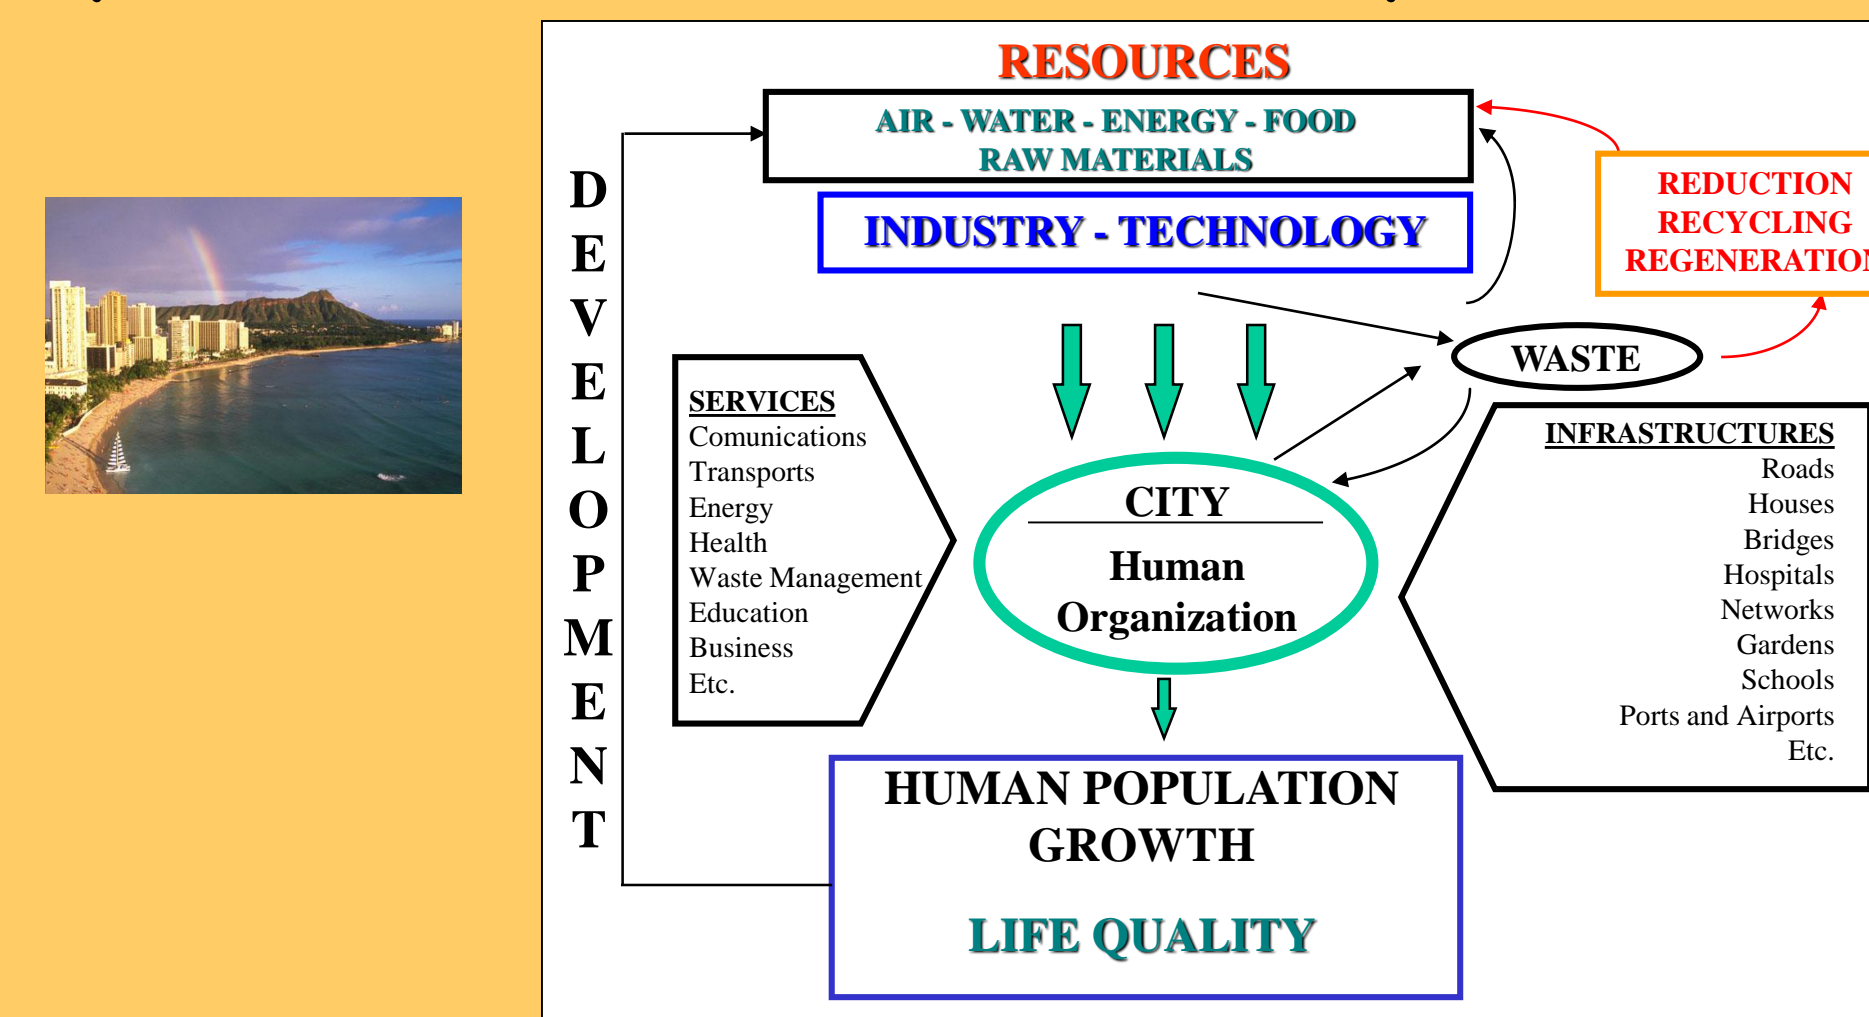 RESOURCES
AIR - WATER - ENERGY - FOOD
RAW MATERIALS
INDUSTRY - TECHNOLOGY
REDUCTION
RECYCLING
REGENERATION
WASTE
D
E
V
E
L
O
P
M
E
N
T
SERVICES
Comunications
Transports
Energy
Health
Waste Management
Education
Business
Etc.
CITY
Human
Organization
INFRASTRUCTURES
Roads
Houses
Bridges
Hospitals
Networks
Gardens
Schools
Ports and Airports
Etc.
HUMAN POPULATION
GROWTH
LIFE QUALITY